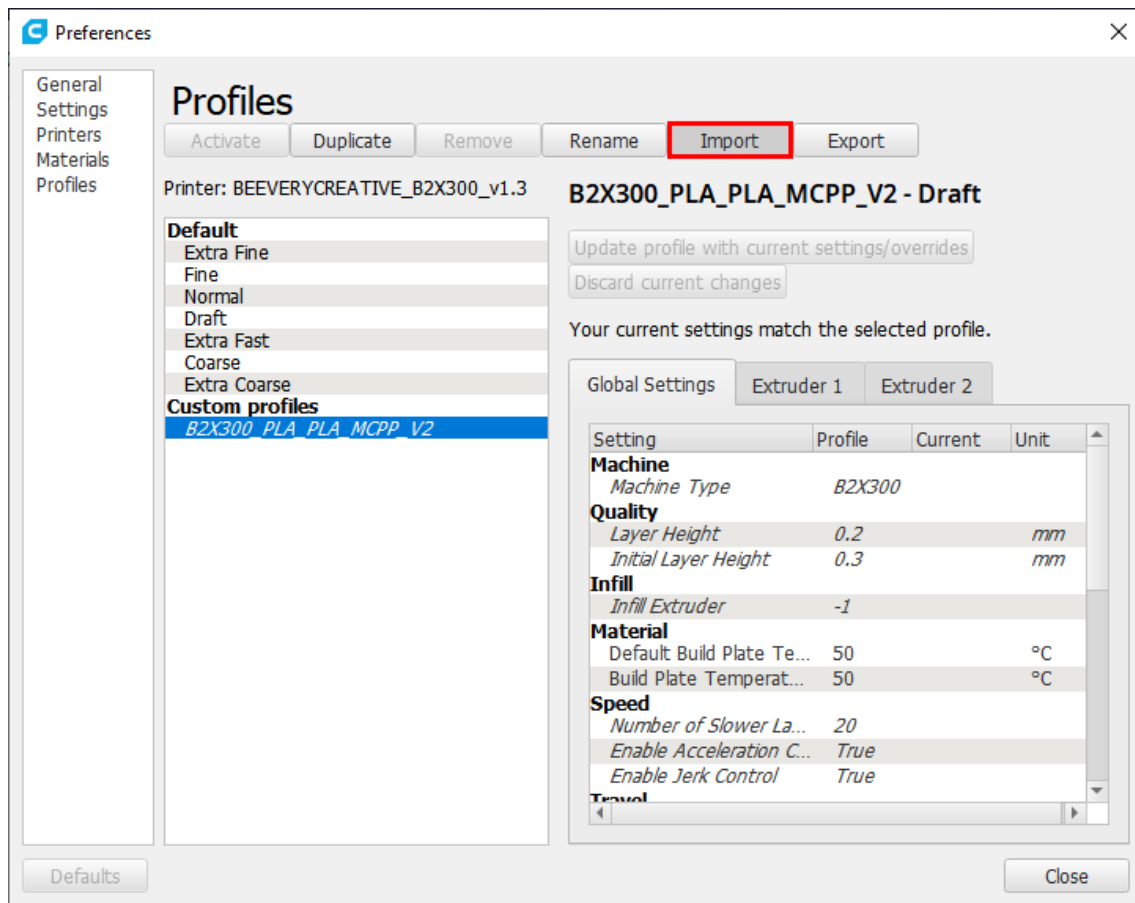 Preferences
General
Settings
Printers
Materials
Profiles
Profiles
Activate Duplicate Remove Rename Import Export
Printer: BEEVERYCREATIVE_B2X300_v1.3
Default
Extra Fine
Fine
Normal
Draft
Extra Fast
Coarse
Extra Coarse
Custom profiles
B2X300_PLA_PLA_MCPP_V2
B2X300_PLA_PLA_MCPP_V2 - Draft
Update profile with current settings/overrides
Discard current changes
Your current settings match the selected profile.
Global Settings Extruder 1 Extruder 2
Setting Profile Current Unit
Machine
Machine Type B2X300
Quality
Layer Height 0.2 mm
Initial Layer Height 0.3 mm
Infill
Infill Extruder -1
Material
Default Build Plate Te... 50 °C
Build Plate Temperat... 50 °C
Speed
Number of Slower La... 20
Enable Acceleration C... True
Enable Jerk Control True
Travel
Defaults Close